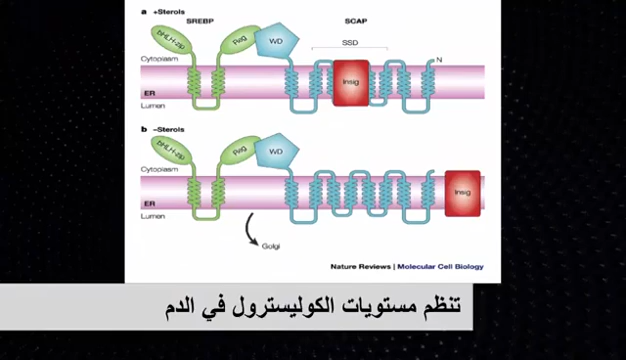 a +Sterols
SREBP SCAP
bHLH-zip Reg WD SSD
Cytoplasm N
Insig
ER
Lumen
b –Sterols
bHLH-zip Reg WD
Cytoplasm
Insig
ER
Lumen
Golgi
Nature Reviews | Molecular Cell Biology
تنظم مستويات الكوليسترول في الدم